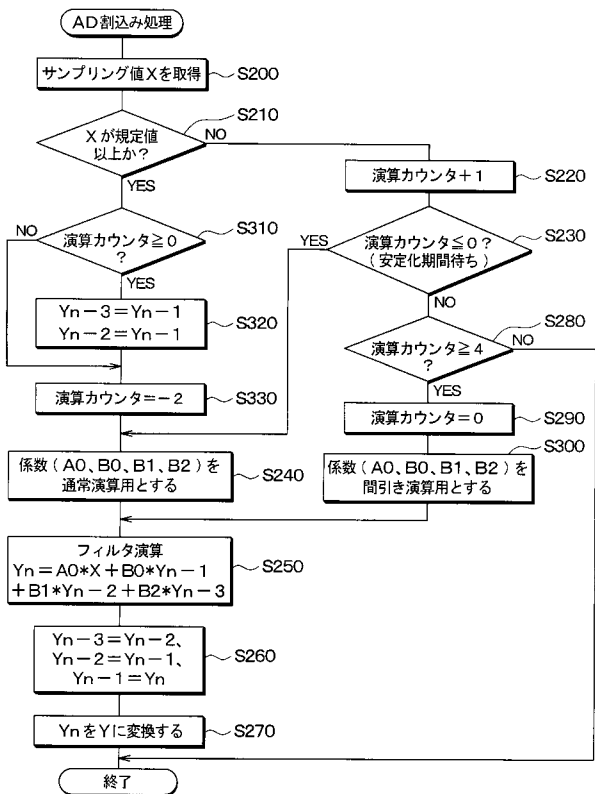 AD割込み処理
サンプリング値Xを取得
S200
S210
Xが規定値
以上か?
NO
YES
演算カウンタ+1
S220
NO
演算カウンタ≧0
?
S310
YES
YES
演算カウンタ≦0?
(安定化期間待ち)
S230
NO
Yn-3=Yn-1
Yn-2=Yn-1
S320
演算カウンタ≧4
?
S280
NO
YES
演算カウンタ=-2
S330
演算カウンタ=0
S290
係数(A0、B0、B1、B2)を
通常演算用とする
S240
係数(A0、B0、B1、B2)を
間引き演算用とする
S300
フィルタ演算
Yn=A0*X+B0*Yn-1
+B1*Yn-2+B2*Yn-3
S250
Yn-3=Yn-2、
Yn-2=Yn-1、
Yn-1=Yn
S260
YnをYに変換する
S270
終了